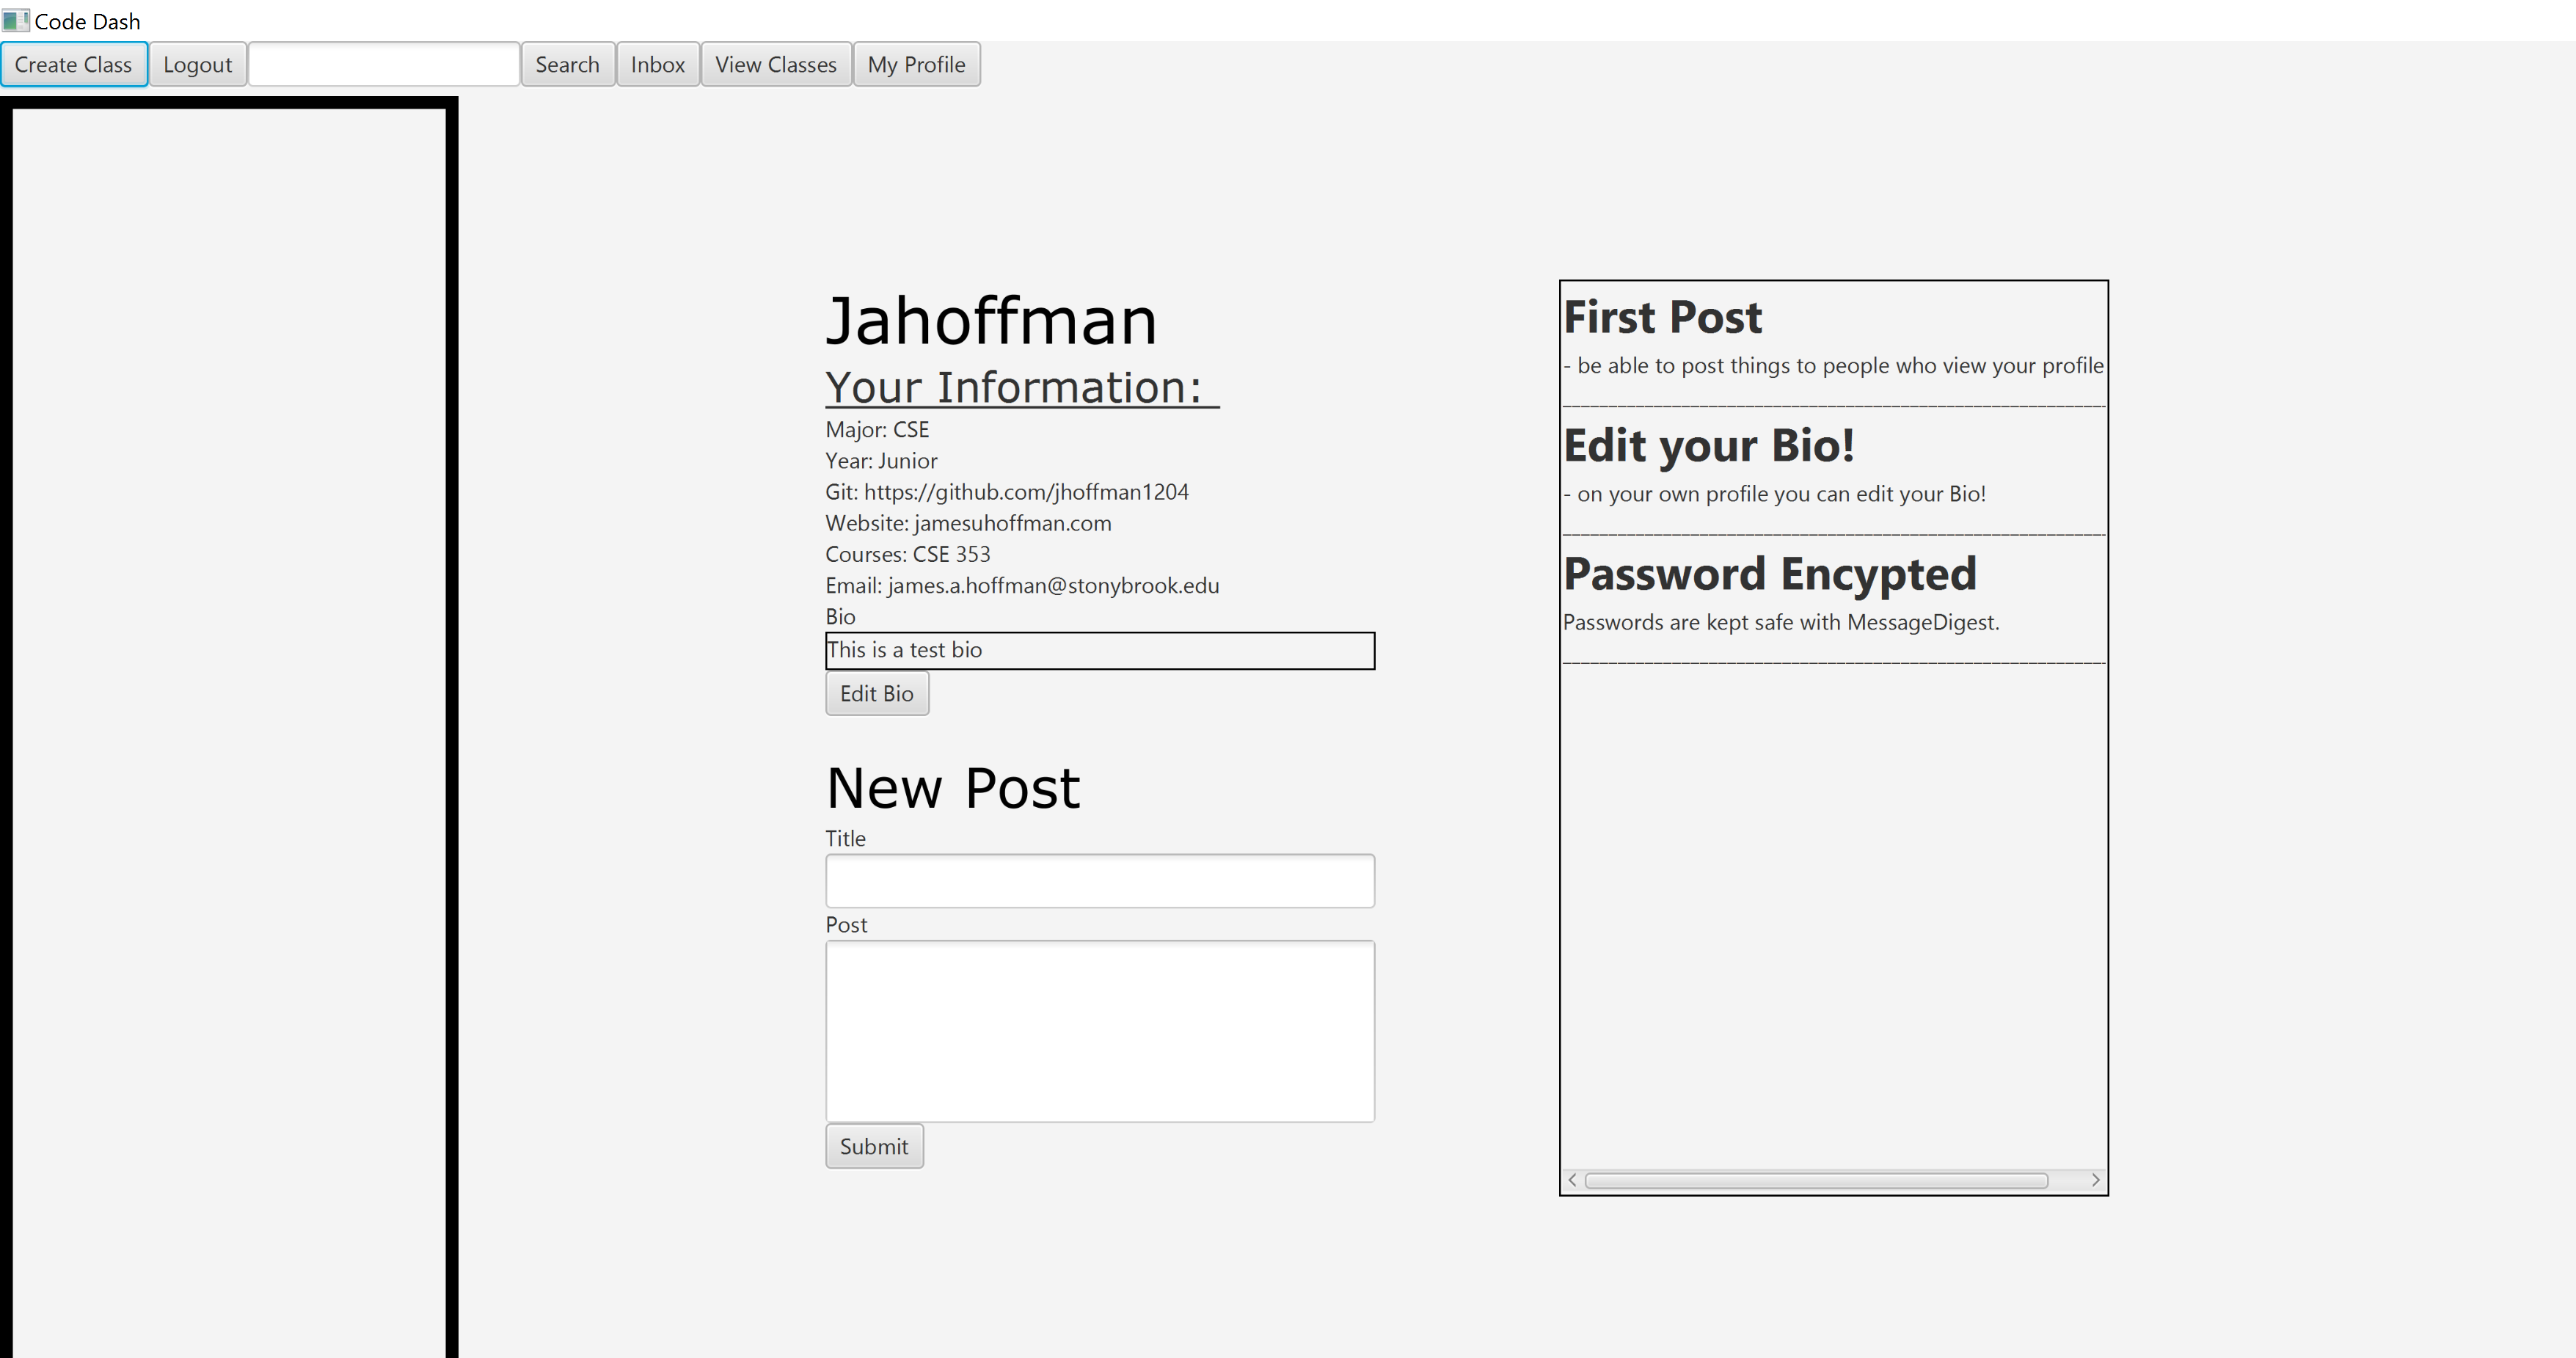 Code Dash
Create Class Logout Search Inbox View Classes My Profile
Jahoffman
Your Information:
Major: CSE
Year: Junior
Git: https://github.com/jhoffman1204
Website: jamesuhoffman.com
Courses: CSE 353
Email: james.a.hoffman@stonybrook.edu
Bio
This is a test bio
Edit Bio
New Post
Title
Post
Submit
First Post
- be able to post things to people who view your profile
Edit your Bio!
- on your own profile you can edit your Bio!
Password Encypted
Passwords are kept safe with MessageDigest.